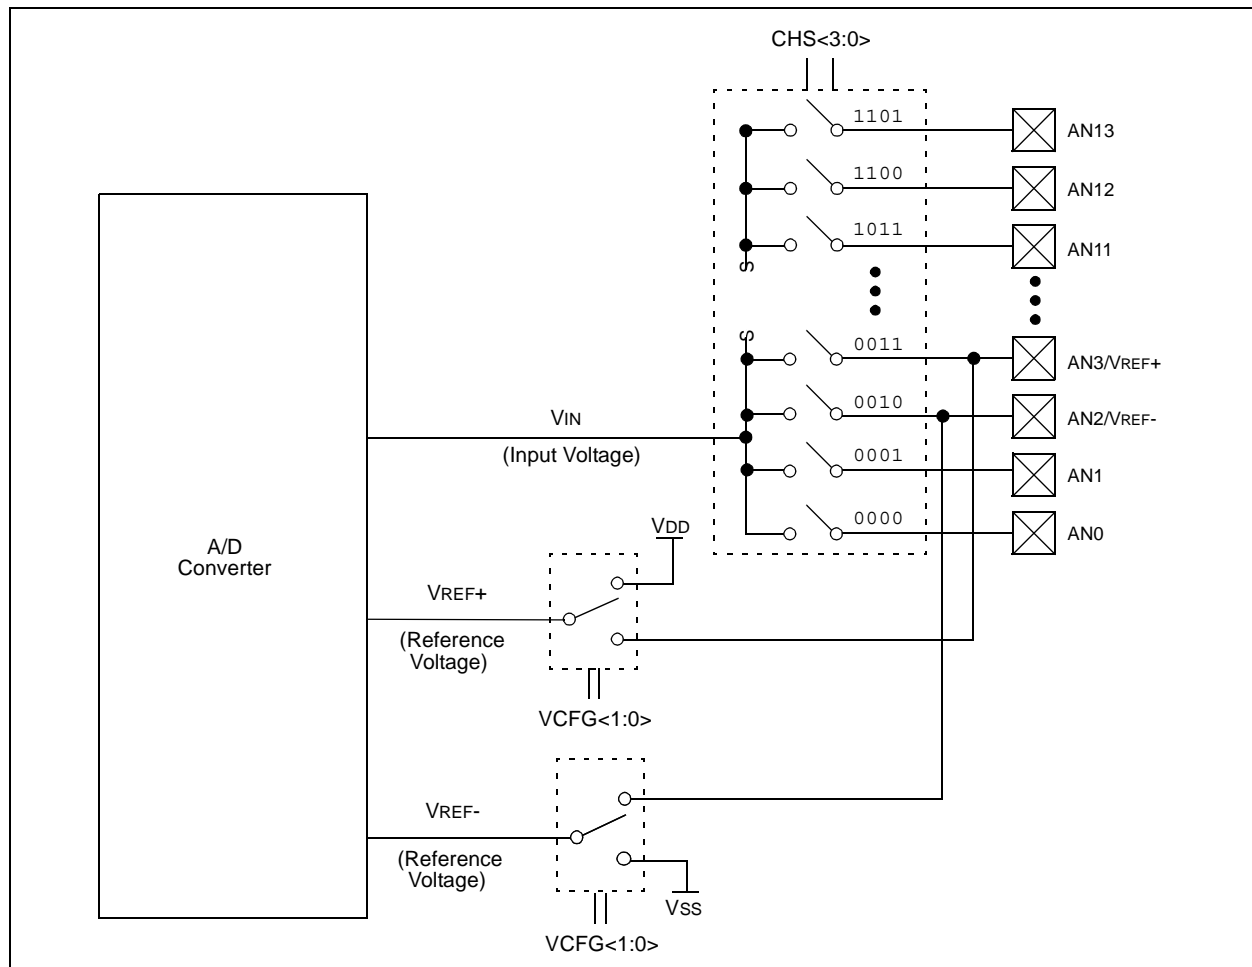 CHS<3:0>
1101
AN13
1100
AN12
1011
AN11
0011
AN3/VREF+
0010
AN2/VREF-
VIN
(Input Voltage)
0001
AN1
0000
AN0
VDD
A/D
Converter
VREF+
(Reference
Voltage)
VCFG<1:0>
VREF-
(Reference
Voltage)
VSS
VCFG<1:0>